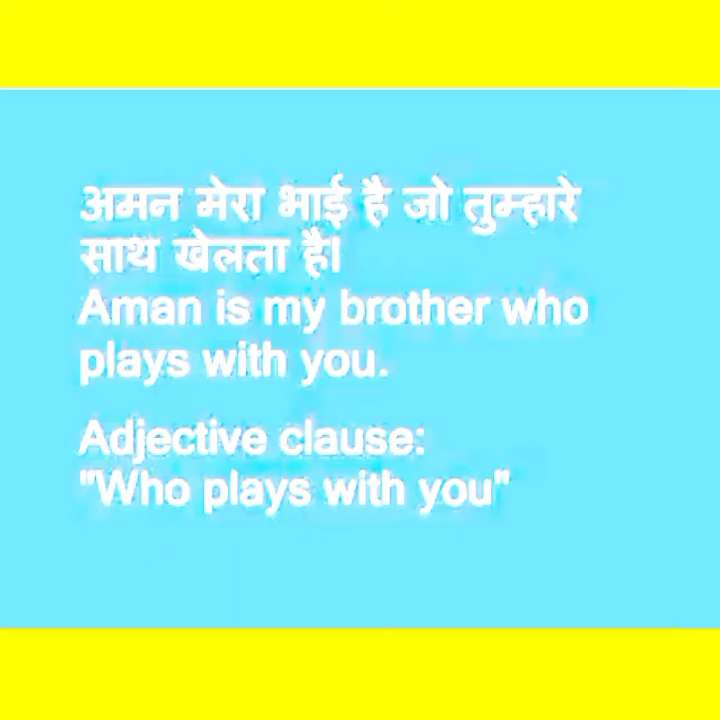 अमन मेरा भाई है जो तुम्हारे
साथ खेलता है।
Aman is my brother who
plays with you.
Adjective clause:
"Who plays with you"